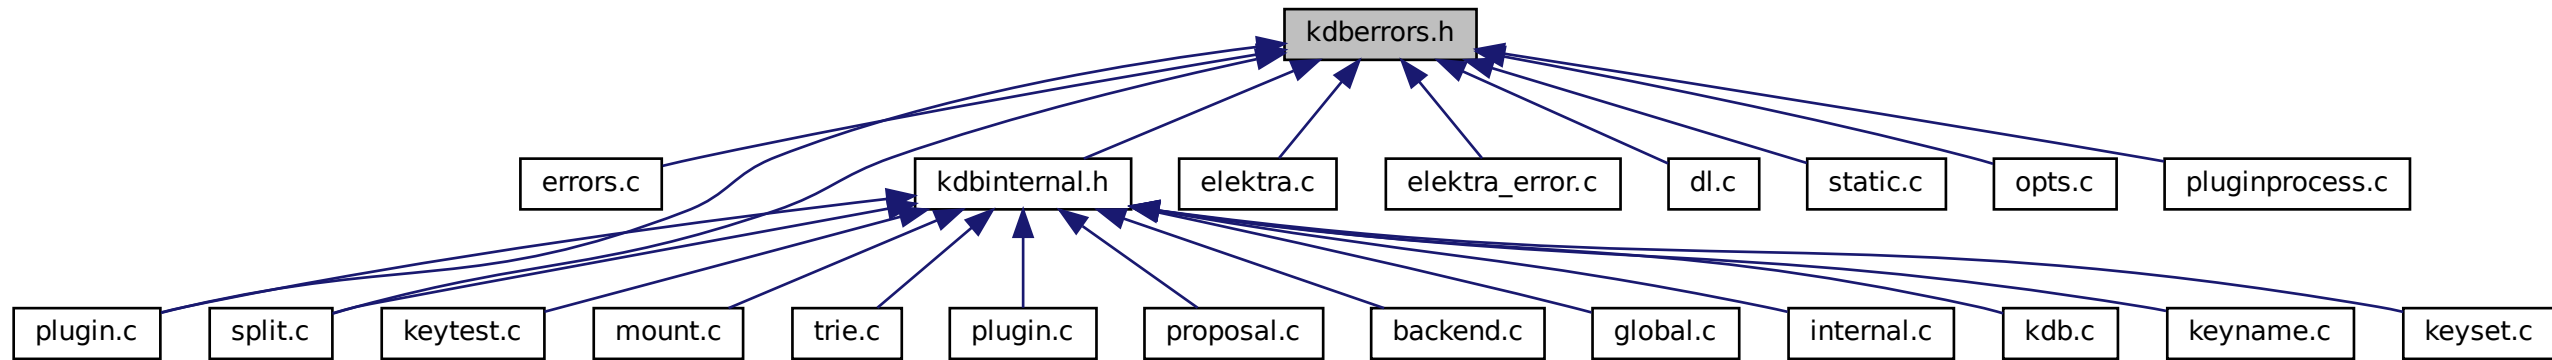 kdberrors.h
errors.c
kdbinternal.h
elektra.c
elektra_error.c
dl.c
static.c
opts.c
pluginprocess.c
plugin.c
split.c
keytest.c
mount.c
trie.c
plugin.c
proposal.c
backend.c
global.c
internal.c
kdb.c
keyname.c
keyset.c